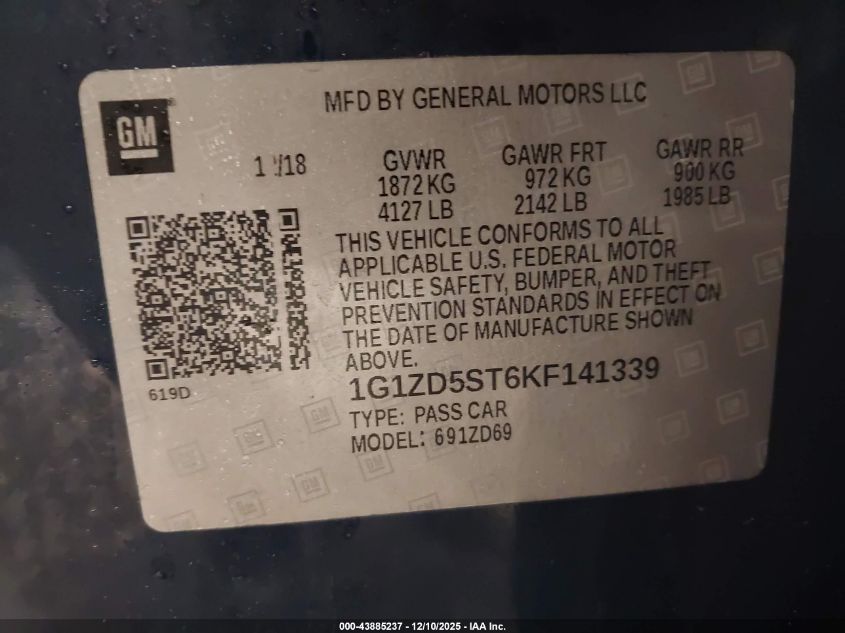 GM
MFD BY GENERAL MOTORS LLC
/18
GVWR
1872 KG
4127 LB
GAWR FRT
972 KG
2142 LB
GAWR RR
900 KG
1985 LB
THIS VEHICLE CONFORMS TO ALL
APPLICABLE U.S. FEDERAL MOTOR
VEHICLE SAFETY, BUMPER, AND THEFT
PREVENTION STANDARDS IN EFFECT ON
THE DATE OF MANUFACTURE SHOWN
ABOVE.
619D
1G1ZD5ST6KF141339
TYPE: PASS CAR
MODEL: 691ZD69
000-43885237 - 12/10/2025 - IAA Inc.